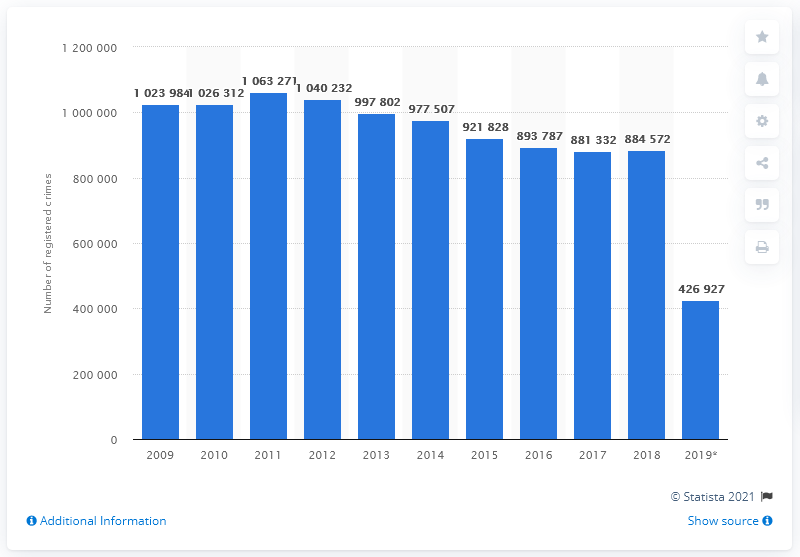 1 200 000
1 000 000
800 000
600 000
400 000
200 000
0
Number of registered crimes
1 023 984
1 026 312
1 063 271
1 040 232
997 802
977 507
921 828
893 787
881 332
884 572
426 927
2009 2010 2011 2012 2013 2014 2015 2016 2017 2018 2019*
© Statista 2021
Additional Information
Show source